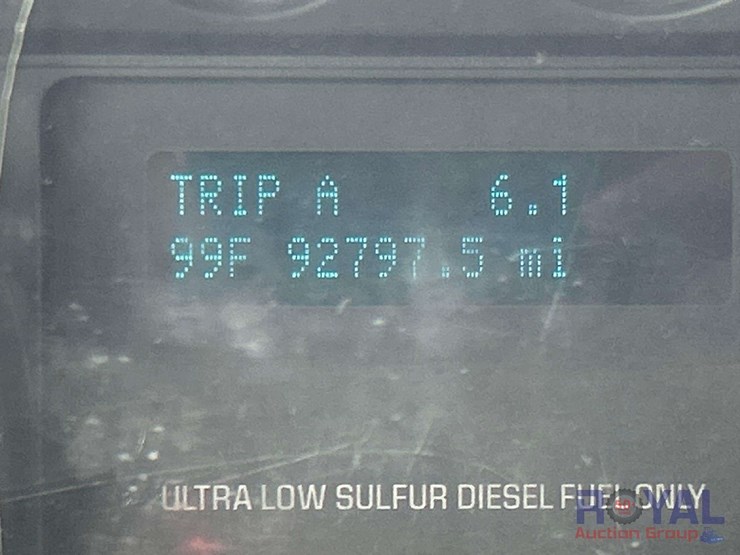 TRIP A 6.1
99F 92797.5 mi
ULTRA LOW SULFUR DIESEL FUEL ONLY
ROYAL
Auction Group